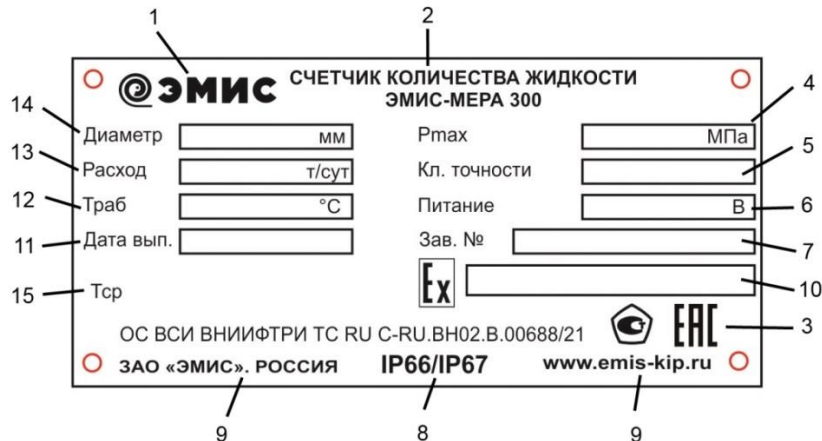 1
2
ЭМИС
СЧЕТЧИК КОЛИЧЕСТВА ЖИДКОСТИ
ЭМИС-МЕРА 300
4
14
Диаметр мм
Pmax МПа
5
13
Расход т/сут
Кл. точности
12
Траб °C
Питание В
6
11
Дата вып.
Зав. №
7
15
Тср
Ex
10
ОС ВСИ ВНИИФТРИ ТС RU C-RU.ВН02.В.00688/21
ЕАС
3
ЗАО «ЭМИС». РОССИЯ
IP66/IP67
www.emis-kip.ru
9
8
9